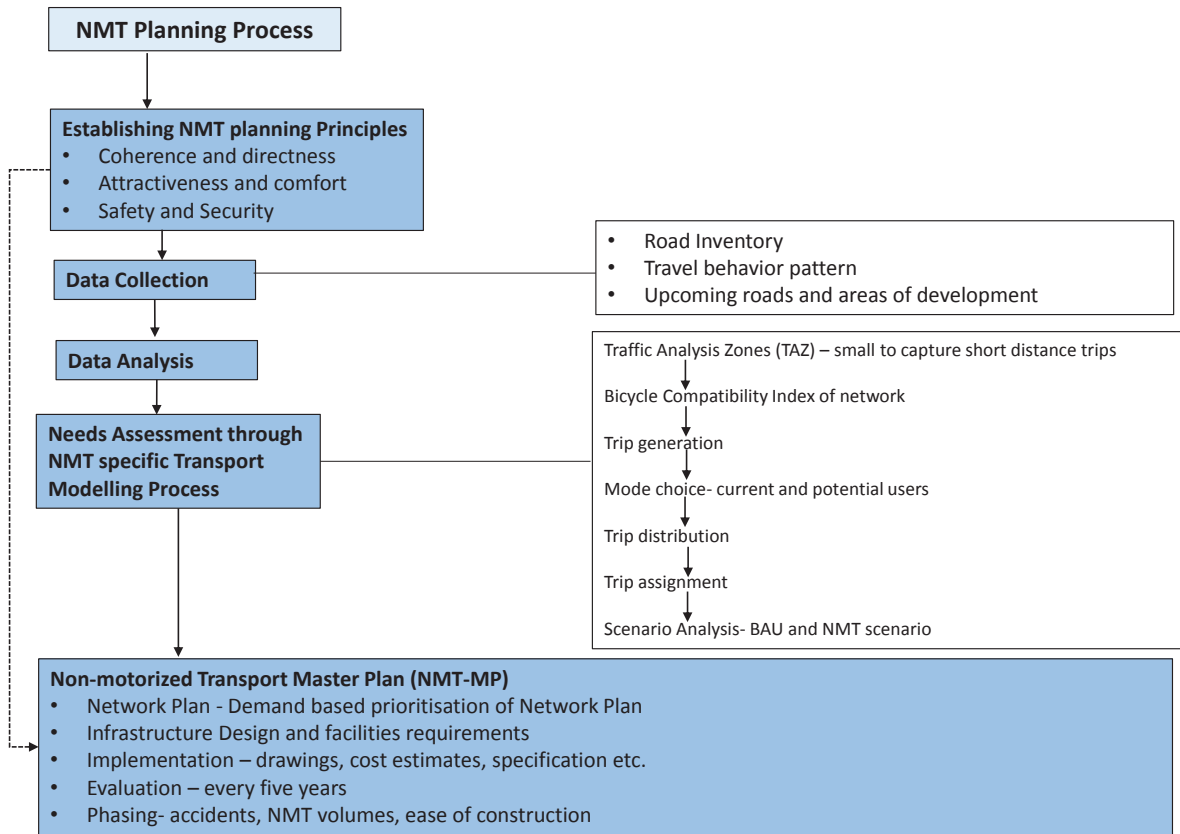 NMT Planning Process
Establishing NMT planning Principles
• Coherence and directness
• Attractiveness and comfort
• Safety and Security
Data Collection
• Road Inventory
• Travel behavior pattern
• Upcoming roads and areas of development
Data Analysis
Needs Assessment through
NMT specific Transport
Modelling Process
Traffic Analysis Zones (TAZ) – small to capture short distance trips
Bicycle Compatibility Index of network
Trip generation
Mode choice- current and potential users
Trip distribution
Trip assignment
Scenario Analysis- BAU and NMT scenario
Non-motorized Transport Master Plan (NMT-MP)
• Network Plan - Demand based prioritisation of Network Plan
• Infrastructure Design and facilities requirements
• Implementation – drawings, cost estimates, specification etc.
• Evaluation – every five years
• Phasing- accidents, NMT volumes, ease of construction